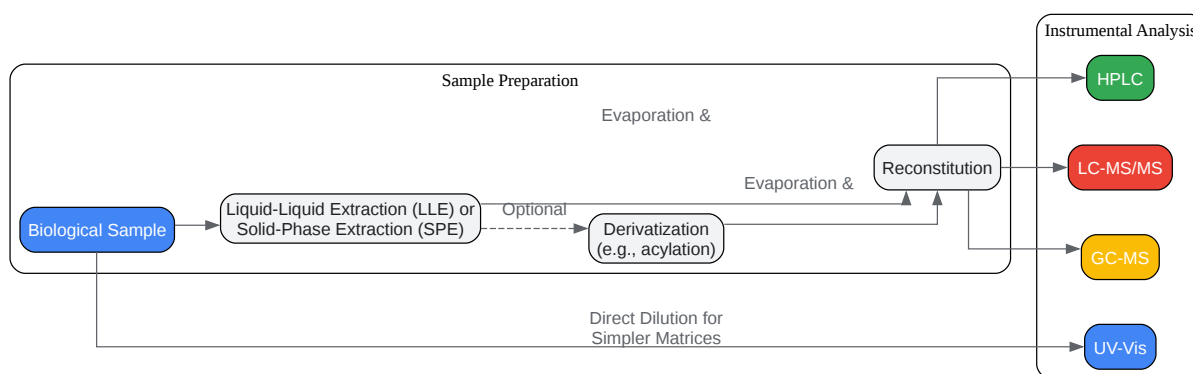 Instrumental Analysis
HPLC
Sample Preparation
Evaporation &
Reconstitution
LC-MS/MS
Evaporation &
Liquid-Liquid Extraction (LLE) or
Solid-Phase Extraction (SPE)
Optional
Biological Sample
Derivatization
(e.g., acylation)
GC-MS
Direct Dilution for
Simpler Matrices
UV-Vis